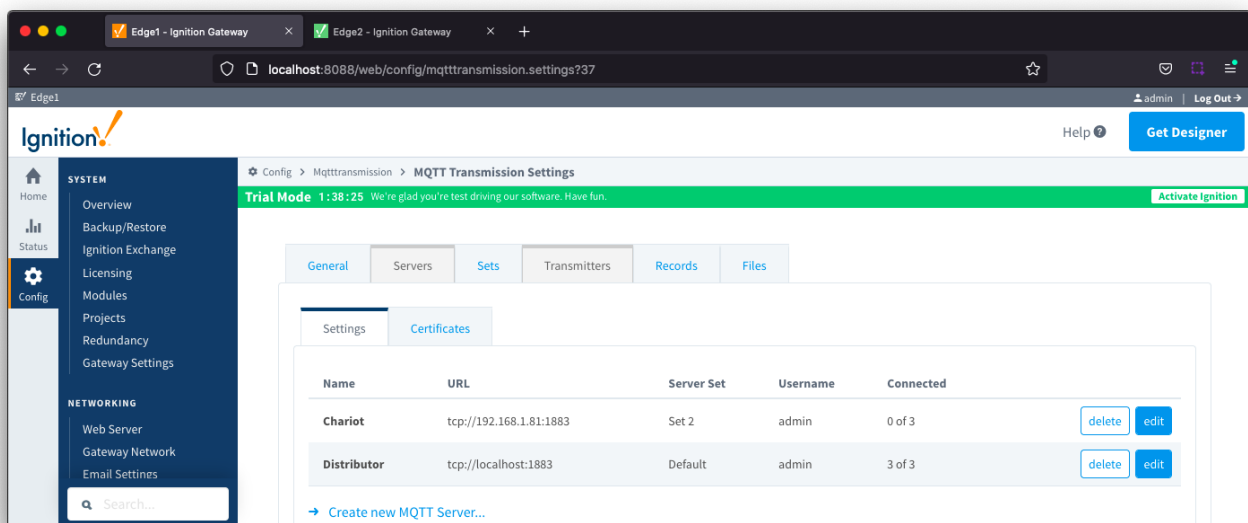 Edge1 - Ignition Gateway
Edge2 - Ignition Gateway
localhost:8088/web/config/mqtttransmission.settings?37
Edge1
admin | Log Out
Ignition!
Help
Get Designer
Home
Status
Config
SYSTEM
Overview
Backup/Restore
Ignition Exchange
Licensing
Modules
Projects
Redundancy
Gateway Settings
NETWORKING
Web Server
Gateway Network
Email Settings
Search...
Config > Mqtttransmission > MQTT Transmission Settings
Trial Mode 1:38:25 We're glad you're test driving our software. Have fun. Activate Ignition
General Servers Sets Transmitters Records Files
Settings Certificates
Name URL Server Set Username Connected
Chariot tcp://192.168.1.81:1883 Set 2 admin 0 of 3 delete edit
Distributor tcp://localhost:1883 Default admin 3 of 3 delete edit
Create new MQTT Server...